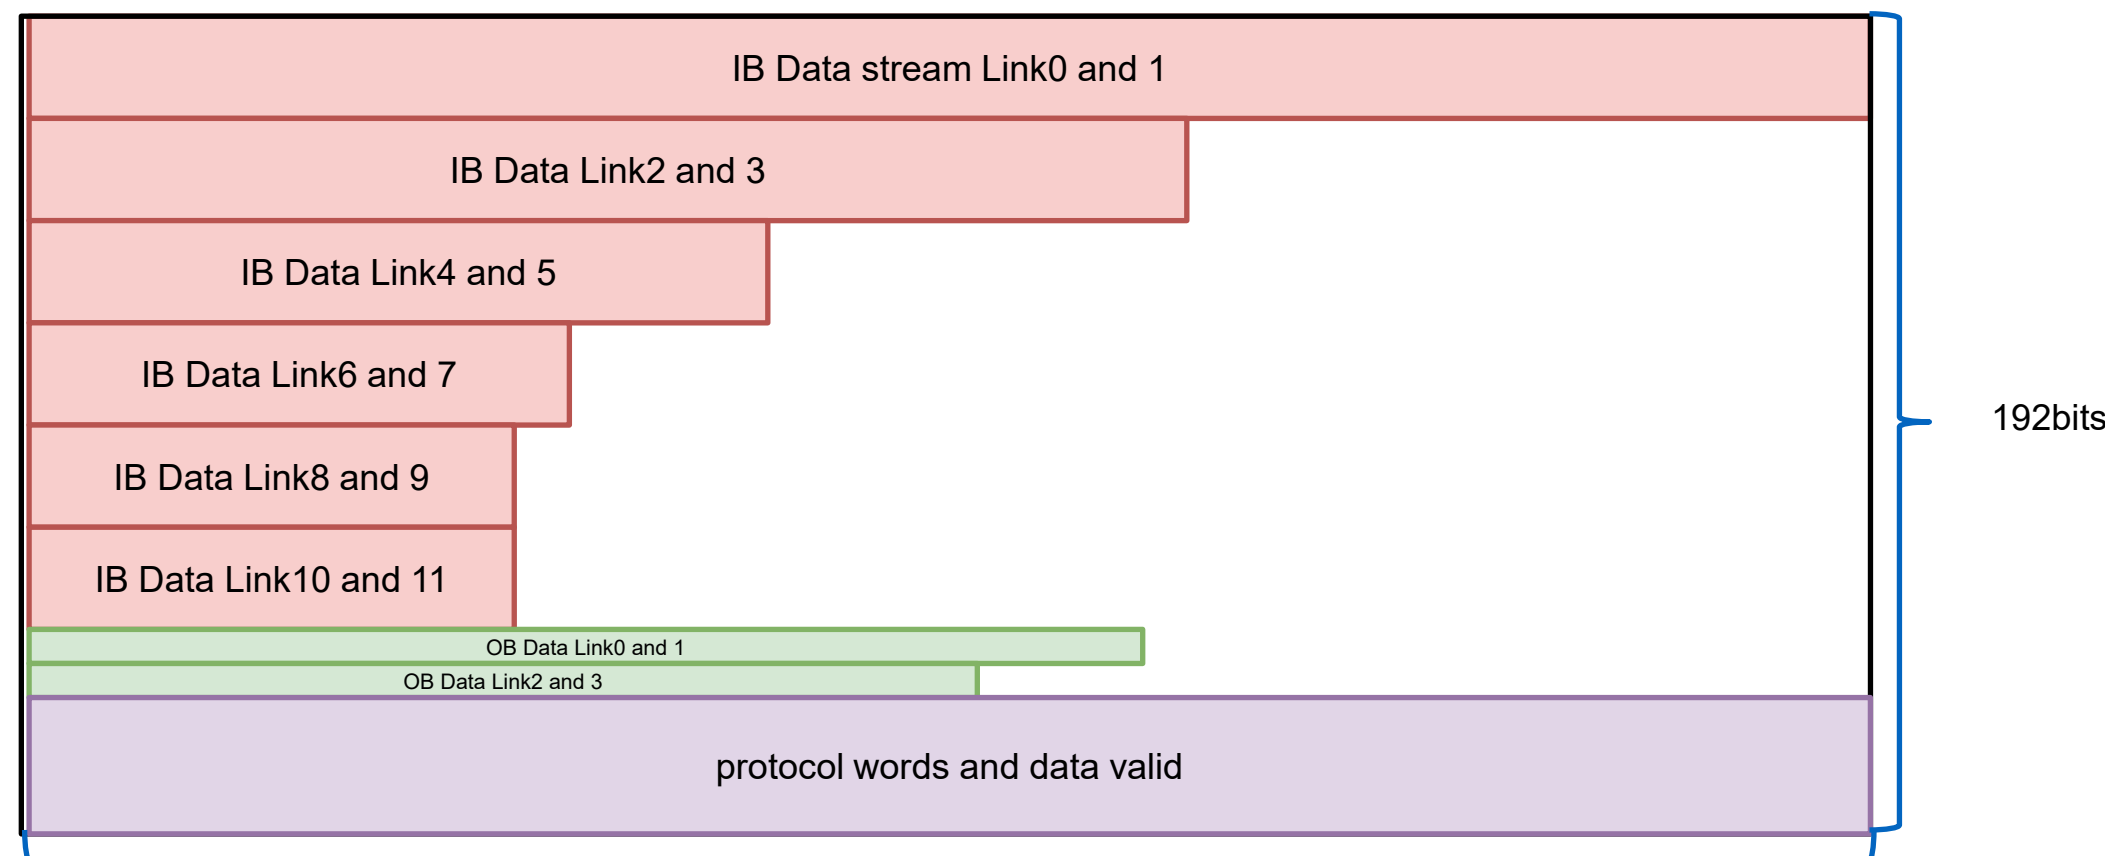 IB Data stream Link0 and 1
IB Data Link2 and 3
IB Data Link4 and 5
IB Data Link6 and 7
192bits
IB Data Link8 and 9
IB Data Link10 and 11
OB Data Link0 and 1
OB Data Link2 and 3
protocol words and data valid